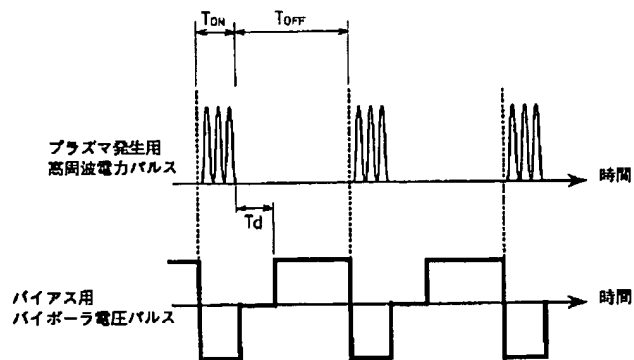 TON
TOFF
プラズマ発生用
高周波電力パルス
時間
Td
バイアス用
バイポーラ電圧パルス
時間